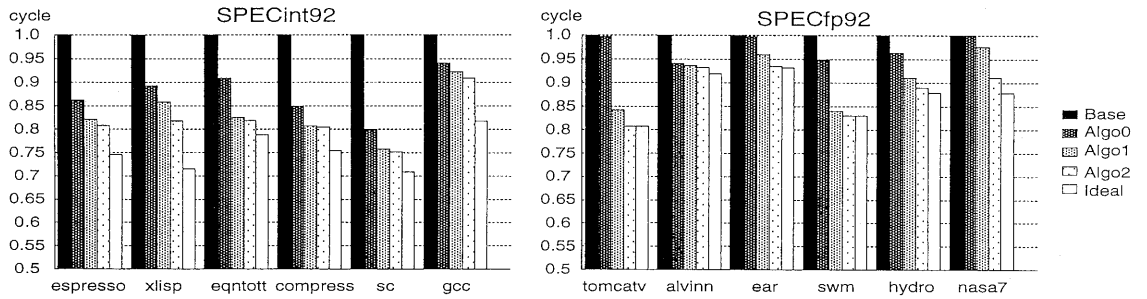 SPECint92
cycle
1.0
0.95
0.9
0.85
0.8
0.75
0.7
0.65
0.6
0.55
0.5
espresso xlisp eqntott compress sc gcc
SPECfp92
cycle
1.0
0.95
0.9
0.85
0.8
0.75
0.7
0.65
0.6
0.55
0.5
tomcatv alvinn ear swm hydro nasa7
Base
Algo0
Algo1
Algo2
Ideal